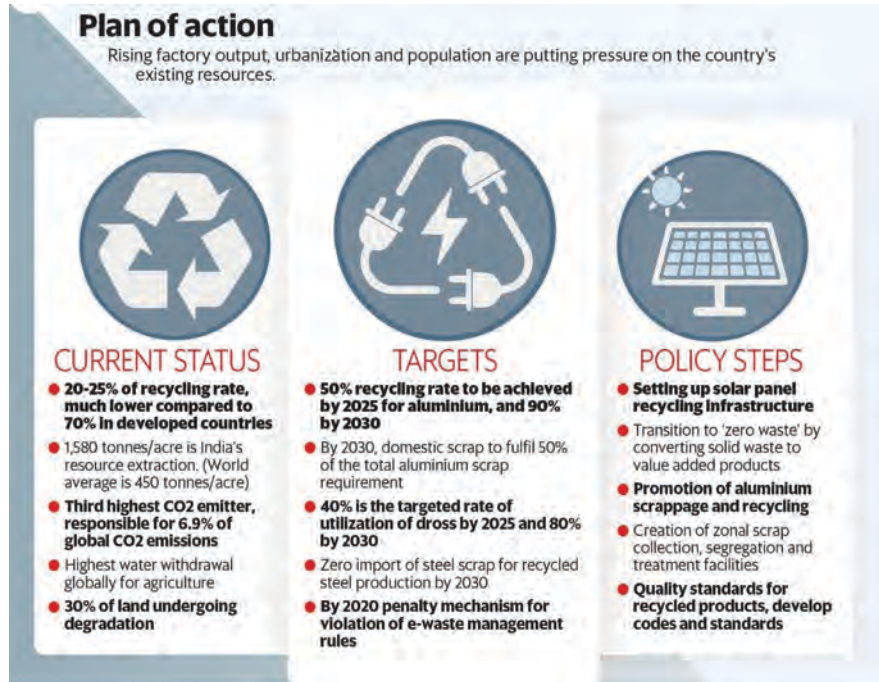 Plan of action
Rising factory output, urbanization and population are putting pressure on the country's
existing resources.
CURRENT STATUS
● 20-25% of recycling rate,
much lower compared to
70% in developed countries
● 1,580 tonnes/acre is India's
resource extraction. (World
average is 450 tonnes/acre)
● Third highest CO2 emitter,
responsible for 6.9% of
global CO2 emissions
● Highest water withdrawal
globally for agriculture
● 30% of land undergoing
degradation
TARGETS
● 50% recycling rate to be achieved
by 2025 for aluminium, and 90%
by 2030
● By 2030, domestic scrap to fulfil 50%
of the total aluminium scrap
requirement
● 40% is the targeted rate of
utilization of dross by 2025 and 80%
by 2030
● Zero import of steel scrap for recycled
steel production by 2030
● By 2020 penalty mechanism for
violation of e-waste management
rules
POLICY STEPS
● Setting up solar panel
recycling infrastructure
● Transition to 'zero waste' by
converting solid waste to
value added products
● Promotion of aluminium
scrappage and recycling
● Creation of zonal scrap
collection, segregation and
treatment facilities
● Quality standards for
recycled products, develop
codes and standards